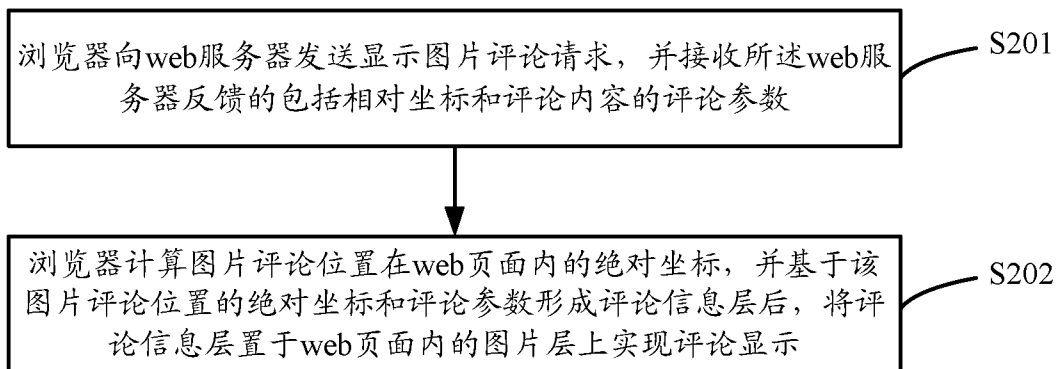 浏览器向web服务器发送显示图片评论请求，并接收所述web服
务器反馈的包括相对坐标和评论内容的评论参数
S201
浏览器计算图片评论位置在web页面内的绝对坐标，并基于该
图片评论位置的绝对坐标和评论参数形成评论信息层后，将评
论信息层置于web页面内的图片层上实现评论显示
S202